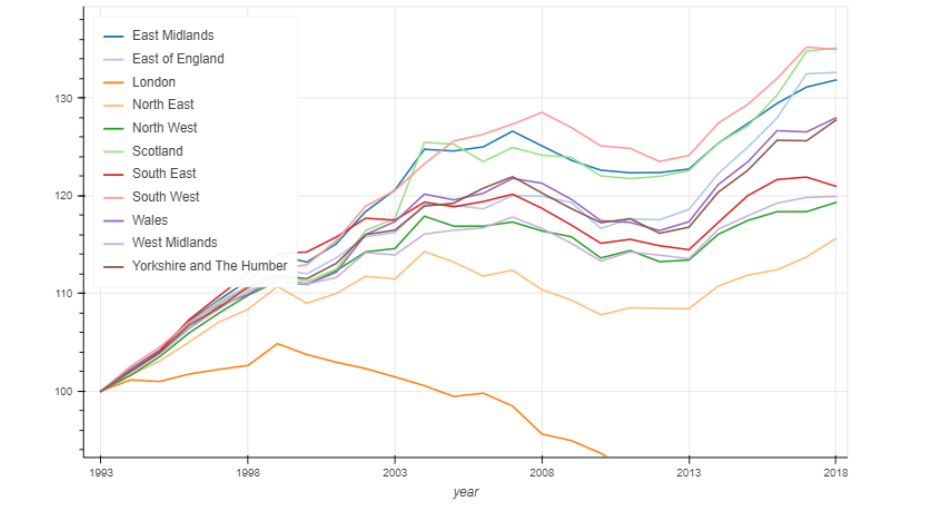 East Midlands
East of England
London
North East
North West
Scotland
South East
South West
Wales
West Midlands
Yorkshire and The Humber
130
120
110
100
1993 1998 2003 2008 2013 2018
year